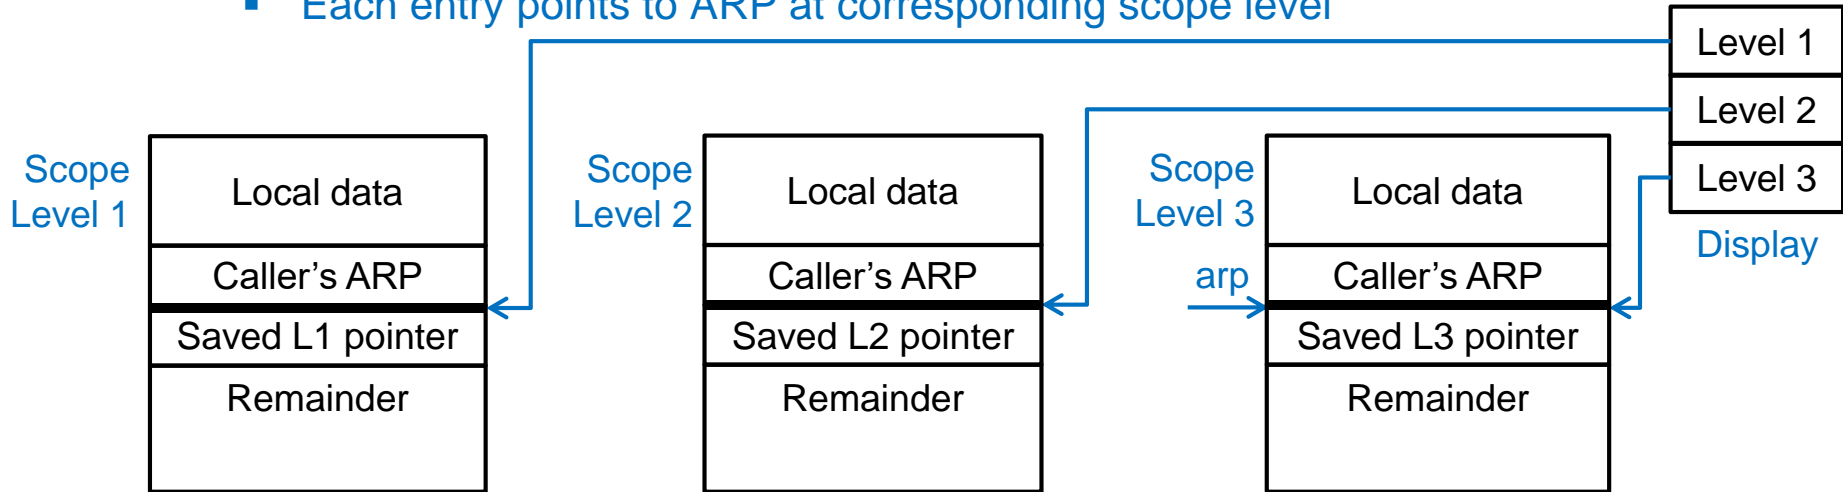 ▪ Each entry points to ARP at corresponding scope level
Level 1
Level 2
Level 3
Display
Scope
Level 1
Local data
Caller's ARP
Saved L1 pointer
Remainder
Scope
Level 2
Local data
Caller's ARP
Saved L2 pointer
Remainder
Scope
Level 3
arp
Local data
Caller's ARP
Saved L3 pointer
Remainder